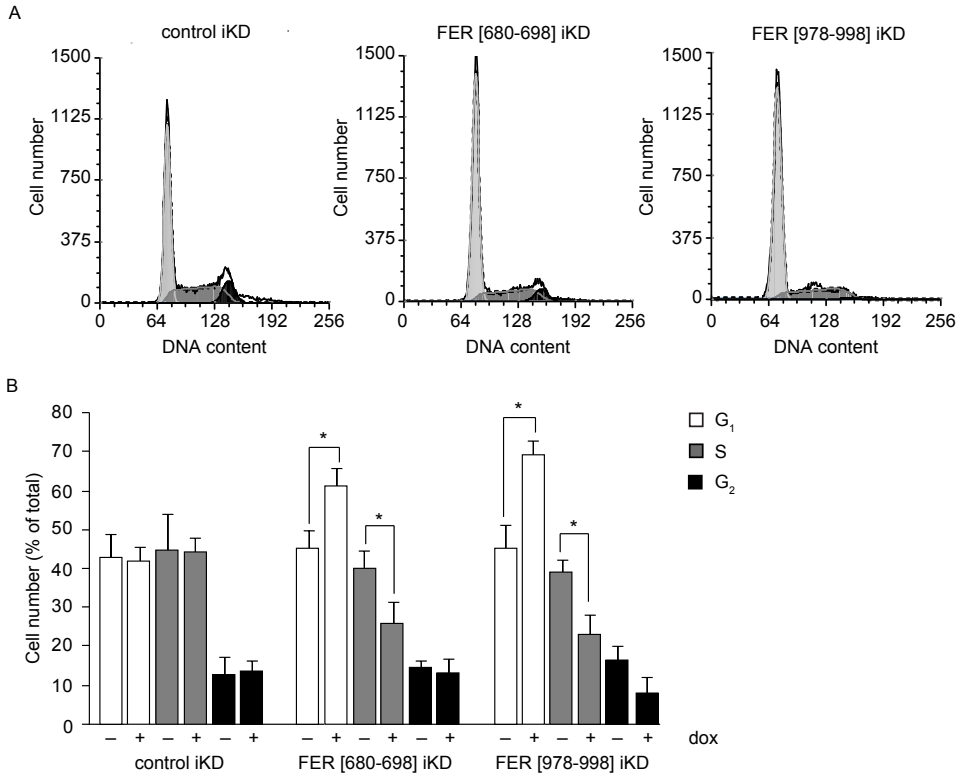 A
control iKD
FER [680-698] iKD
FER [978-998] iKD
Cell number
1500
1125
750
375
0
0 64 128 192 256
DNA content
Cell number
1500
1125
750
375
0
0 64 128 192 256
DNA content
Cell number
1500
1125
750
375
0
0 64 128 192 256
DNA content
B
Cell number (% of total)
80
70
60
50
40
30
20
10
0
* * * *
G1
S
G2
– + – + – + – + – + – + – + – + – + dox
control iKD
FER [680-698] iKD
FER [978-998] iKD